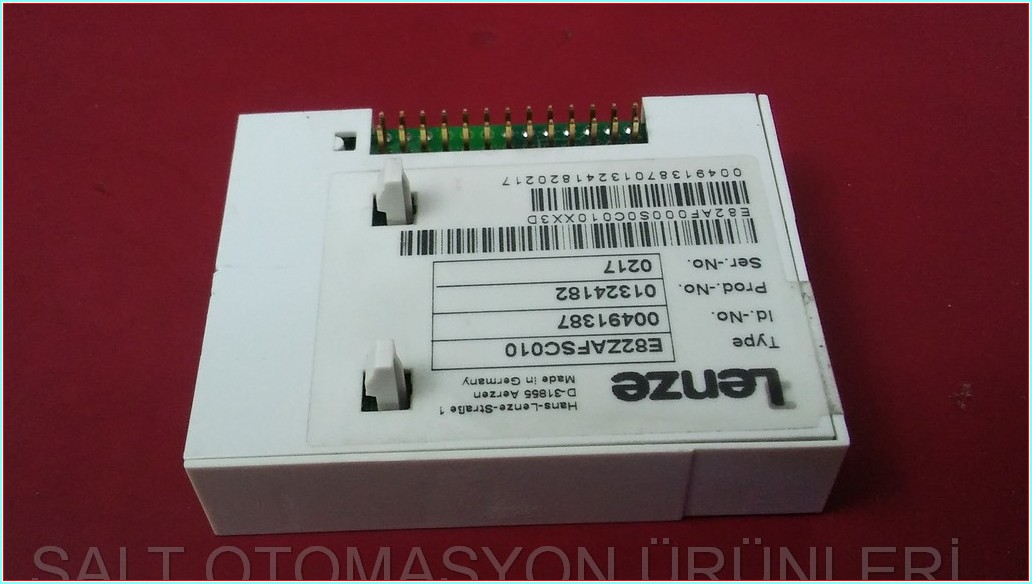 Lenze
Hans-Lenze-Straße 1
D-31855 Aerzen
Made in Germany
Type E82ZAFSC010
Id.-No. 00491387
Prod.-No. 01324182
Ser.-No. 0217
E82AF000S0C010XX3D
00491387013241820217
SALT OTOMASYON ÜRÜNLERİ